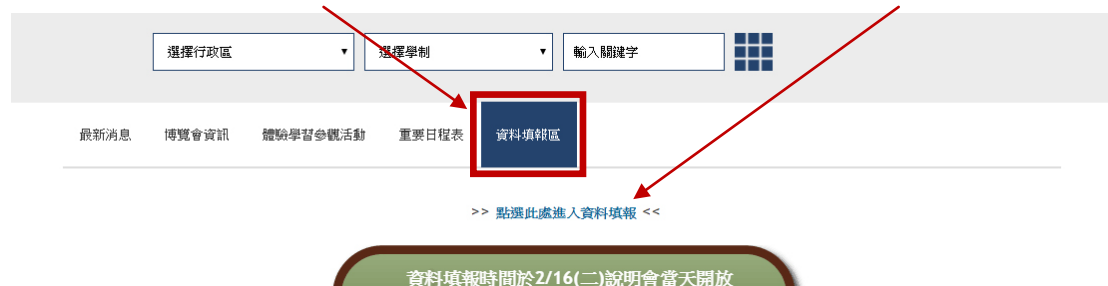 選擇行政區 ▼ 選擇學制 ▼ 輸入關鍵字
最新消息 博覽會資訊 體驗學習參觀活動 重要日程表 資料填報區
>> 點選此處進入資料填報 <<
資料填報時間於2/16(二)說明會當天開放